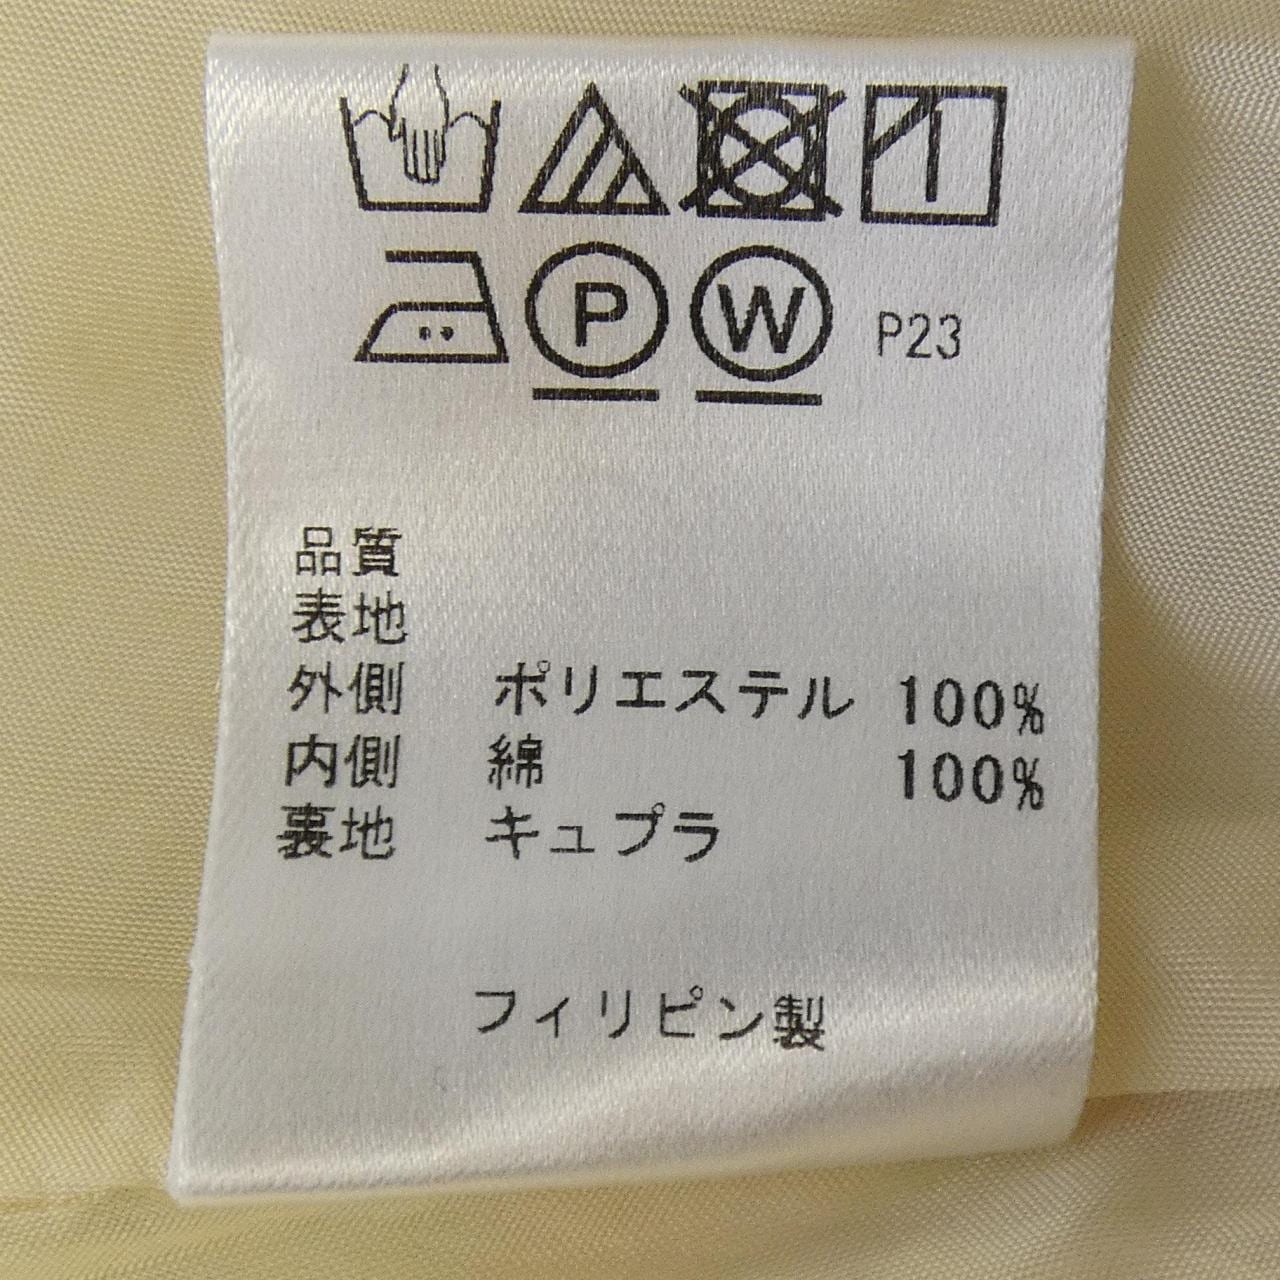 P W P23
品質
表地
外側 ポリエステル 100%
内側 綿 100%
裏地 キュプラ
フィリピン製